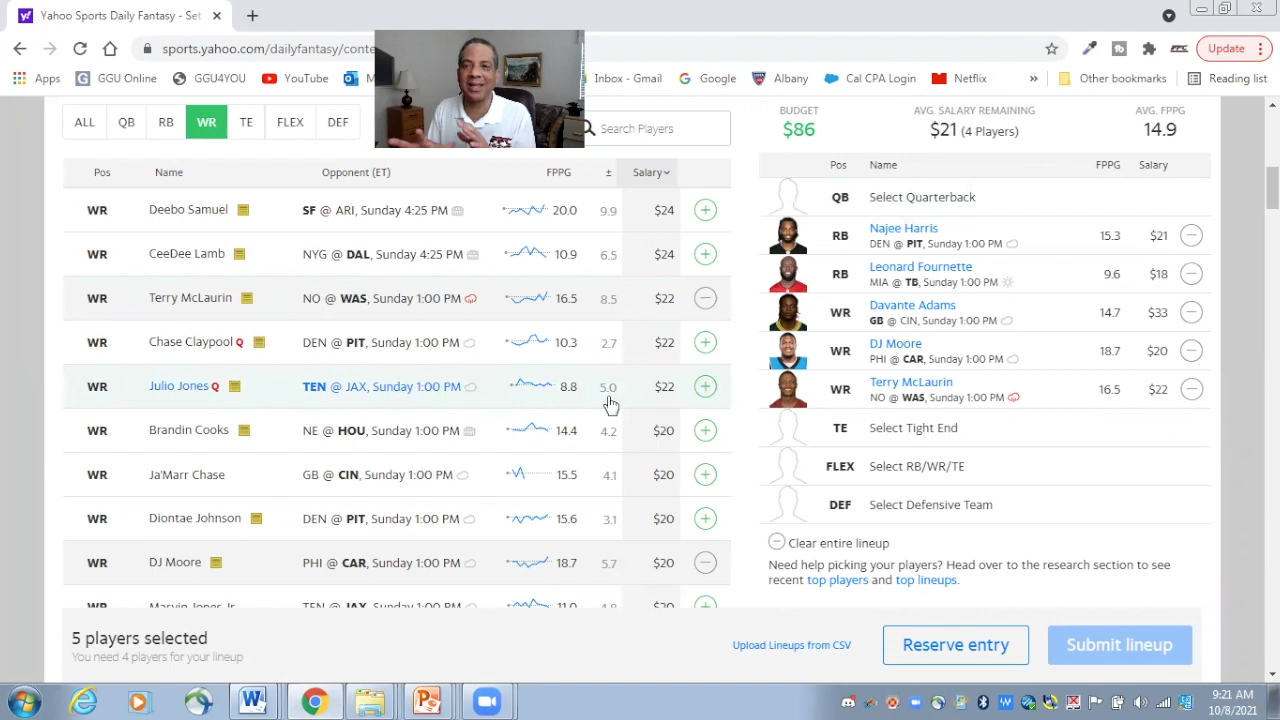 Yahoo Sports Daily Fantasy - Set
sports.yahoo.com/dailyfantasy/conte
Update
Apps GGU Online GGU4YOU YouTube M Inbox - Gmail Google Albany Cal CPA Login Netflix » Other bookmarks Reading list
ALL QB RB WR TE FLEX DEF Search Players
BUDGET AVG. SALARY REMAINING AVG. FPPG
$86 $21 (4 Players) 14.9
Pos Name Opponent (ET) FPPG ± Salary
WR Deebo Samuel SF @ ARI, Sunday 4:25 PM 20.0 9.9 $24
WR CeeDee Lamb NYG @ DAL, Sunday 4:25 PM 10.9 6.5 $24
WR Terry McLaurin NO @ WAS, Sunday 1:00 PM 16.5 8.5 $22
WR Chase Claypool Q DEN @ PIT, Sunday 1:00 PM 10.3 2.7 $22
WR Julio Jones Q TEN @ JAX, Sunday 1:00 PM 8.8 5.0 $22
WR Brandin Cooks NE @ HOU, Sunday 1:00 PM 14.4 4.2 $20
WR Ja'Marr Chase GB @ CIN, Sunday 1:00 PM 15.5 4.1 $20
WR Diontae Johnson DEN @ PIT, Sunday 1:00 PM 15.6 3.1 $20
WR DJ Moore PHI @ CAR, Sunday 1:00 PM 18.7 5.7 $20
WR Marvin Jones Jr. TEN @ JAX, Sunday 1:00 PM 11.0 4.8 $20
Pos Name FPPG Salary
QB Select Quarterback
RB Najee Harris 15.3 $21
DEN @ PIT, Sunday 1:00 PM
RB Leonard Fournette 9.6 $18
MIA @ TB, Sunday 1:00 PM
WR Davante Adams 14.7 $33
GB @ CIN, Sunday 1:00 PM
WR DJ Moore 18.7 $20
PHI @ CAR, Sunday 1:00 PM
WR Terry McLaurin 16.5 $22
NO @ WAS, Sunday 1:00 PM
TE Select Tight End
FLEX Select RB/WR/TE
DEF Select Defensive Team
Clear entire lineup
Need help picking your players? Head over to the research section to see
recent top players and top lineups.
5 players selected
You need 4 players for your lineup
Upload Lineups from CSV Reserve entry Submit lineup
9:21 AM
10/8/2021